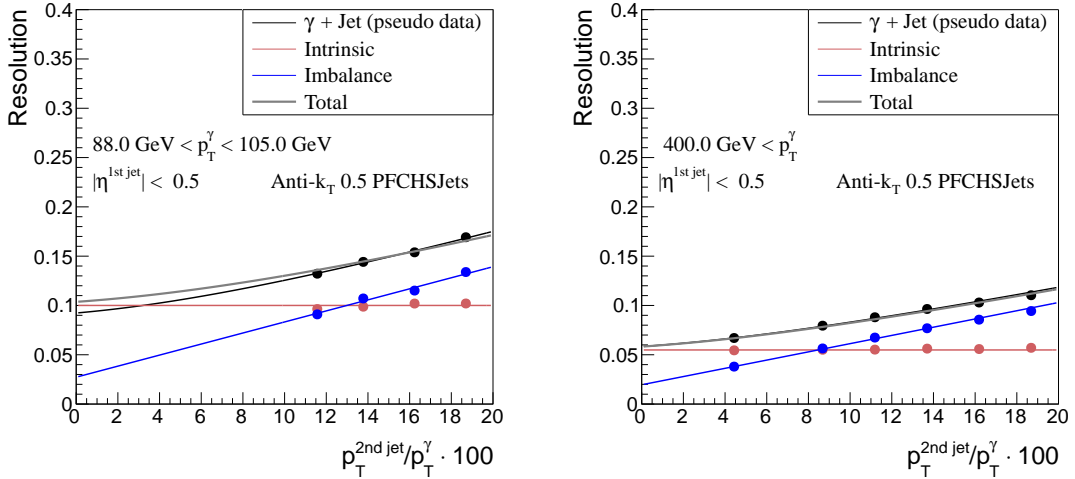 Resolution
0.4
0.35
0.3
0.25
0.2
0.15
0.1
0.05
0
γ + Jet (pseudo data)
Intrinsic
Imbalance
Total
88.0 GeV < p_T^γ < 105.0 GeV
|η^{1st jet}| < 0.5 Anti-k_T 0.5 PFCHSJets
0 2 4 6 8 10 12 14 16 18 20
p_T^{2nd jet}/p_T^γ · 100
Resolution
0.4
0.35
0.3
0.25
0.2
0.15
0.1
0.05
0
γ + Jet (pseudo data)
Intrinsic
Imbalance
Total
400.0 GeV < p_T^γ
|η^{1st jet}| < 0.5 Anti-k_T 0.5 PFCHSJets
0 2 4 6 8 10 12 14 16 18 20
p_T^{2nd jet}/p_T^γ · 100